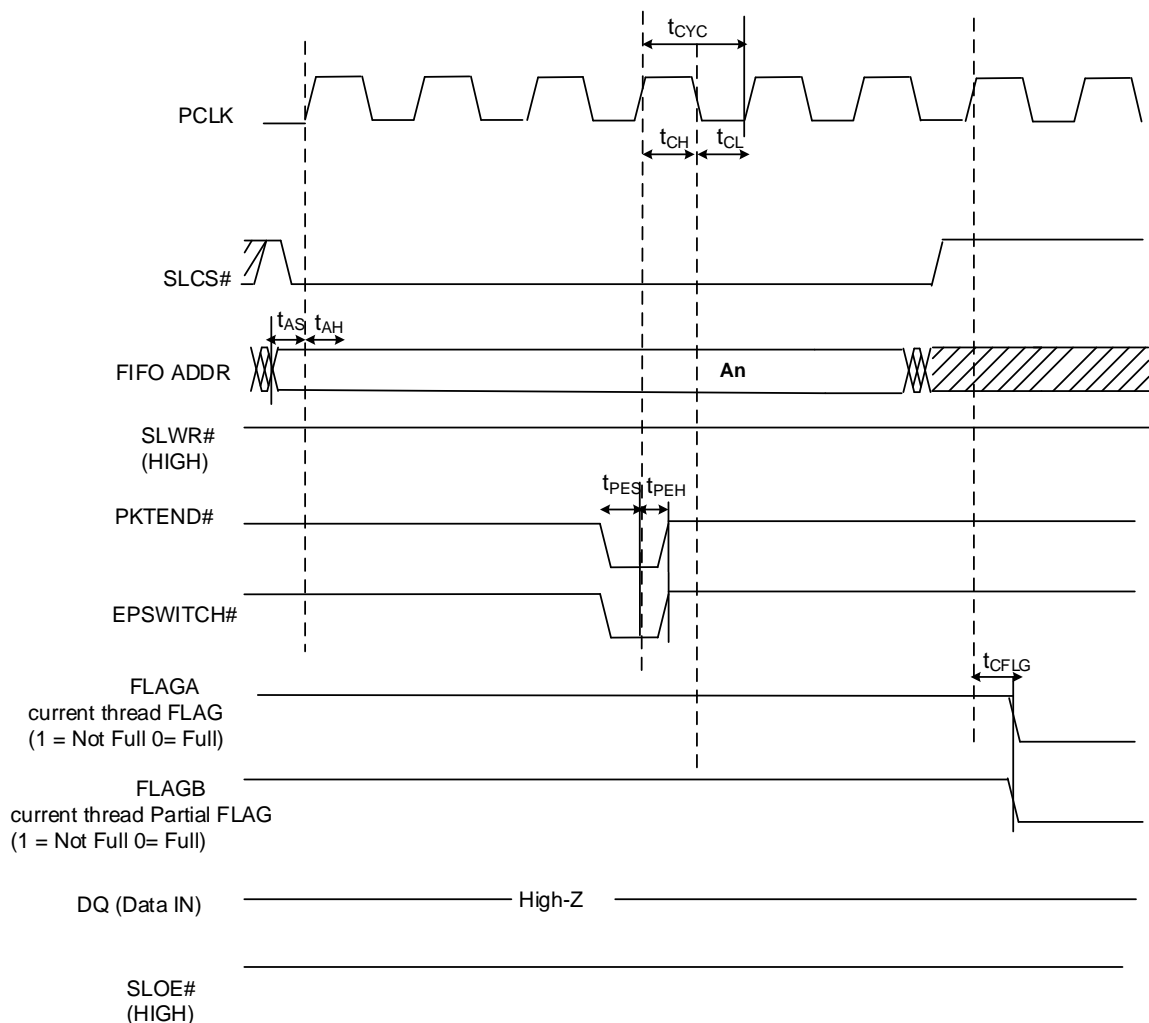 tCYC
PCLK
tCH
tCL
SLCS#
tAS
tAH
FIFO ADDR
An
SLWR#
(HIGH)
tPES
tPEH
PKTEND#
EPSWITCH#
tCFLG
FLAGA
current thread FLAG
(1 = Not Full 0= Full)
FLAGB
current thread Partial FLAG
(1 = Not Full 0= Full)
DQ (Data IN)
High-Z
SLOE#
(HIGH)